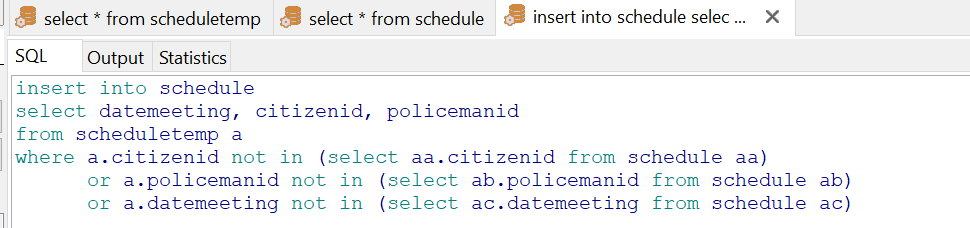 select * from scheduletemp
select * from schedule
insert into schedule selec ...
SQL
Output
Statistics
insert into schedule
select datemeeting, citizenid, policemanid
from scheduletemp a
where a.citizenid not in (select aa.citizenid from schedule aa)
or a.policemanid not in (select ab.policemanid from schedule ab)
or a.datemeeting not in (select ac.datemeeting from schedule ac)